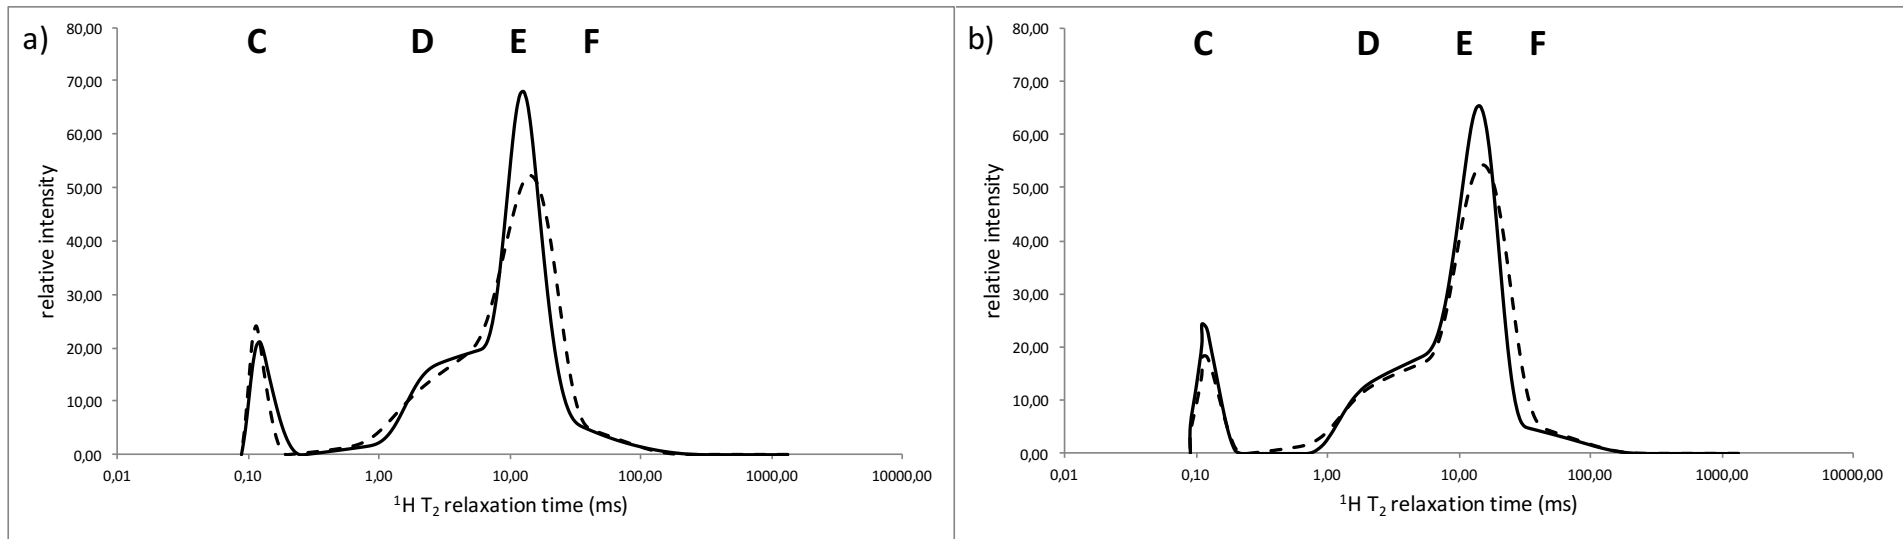 a)
C D E F
80,00
70,00
60,00
50,00
40,00
30,00
20,00
10,00
0,00
relative intensity
0,01 0,10 1,00 10,00 100,00 1000,00 10000,00
¹H T₂ relaxation time (ms)
b)
C D E F
80,00
70,00
60,00
50,00
40,00
30,00
20,00
10,00
0,00
relative intensity
0,01 0,10 1,00 10,00 100,00 1000,00 10000,00
¹H T₂ relaxation time (ms)